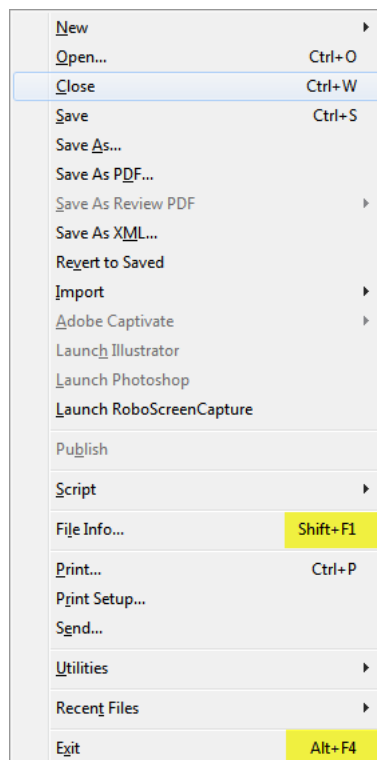 New
Open... Ctrl+O
Close Ctrl+W
Save Ctrl+S
Save As...
Save As PDF...
Save As Review PDF
Save As XML...
Revert to Saved
Import
Adobe Captivate
Launch Illustrator
Launch Photoshop
Launch RoboScreenCapture
Publish
Script
File Info... Shift+F1
Print... Ctrl+P
Print Setup...
Send...
Utilities
Recent Files
Exit Alt+F4